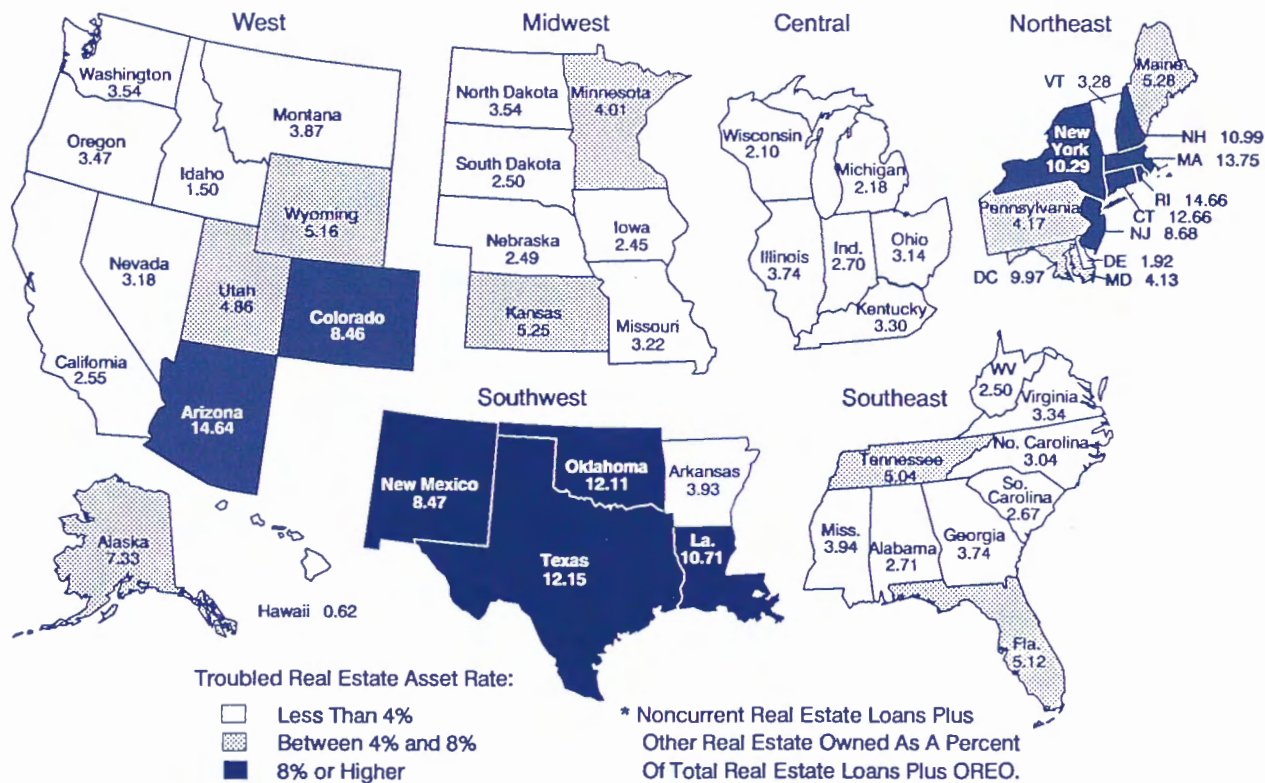 West
Midwest
Central
Northeast
Washington
3.54
Montana
3.87
Oregon
3.47
Idaho
1.50
Wyoming
5.16
Nevada
3.18
Utah
4.86
Colorado
8.46
California
2.55
Arizona
14.64
Alaska
7.33
Hawaii 0.62
North Dakota
3.54
Minnesota
4.01
South Dakota
2.50
Iowa
2.45
Nebraska
2.49
Kansas
5.25
Missouri
3.22
Wisconsin
2.10
Michigan
2.18
Illinois
3.74
Ind.
2.70
Ohio
3.14
Kentucky
3.30
Maine
5.28
VT 3.28
New
York
10.29
NH 10.99
MA 13.75
RI 14.66
CT 12.66
NJ 8.68
Pennsylvania
4.17
DE 1.92
DC 9.97
MD 4.13
Southwest
New Mexico
8.47
Oklahoma
12.11
Arkansas
3.93
Texas
12.15
La.
10.71
Southeast
WV
2.50
Virginia
3.34
No. Carolina
3.04
Tennessee
5.04
So.
Carolina
2.67
Miss.
3.94
Alabama
2.71
Georgia
3.74
Fla.
5.12
Troubled Real Estate Asset Rate:
Less Than 4%
Between 4% and 8%
8% or Higher
* Noncurrent Real Estate Loans Plus
Other Real Estate Owned As A Percent
Of Total Real Estate Loans Plus OREO.